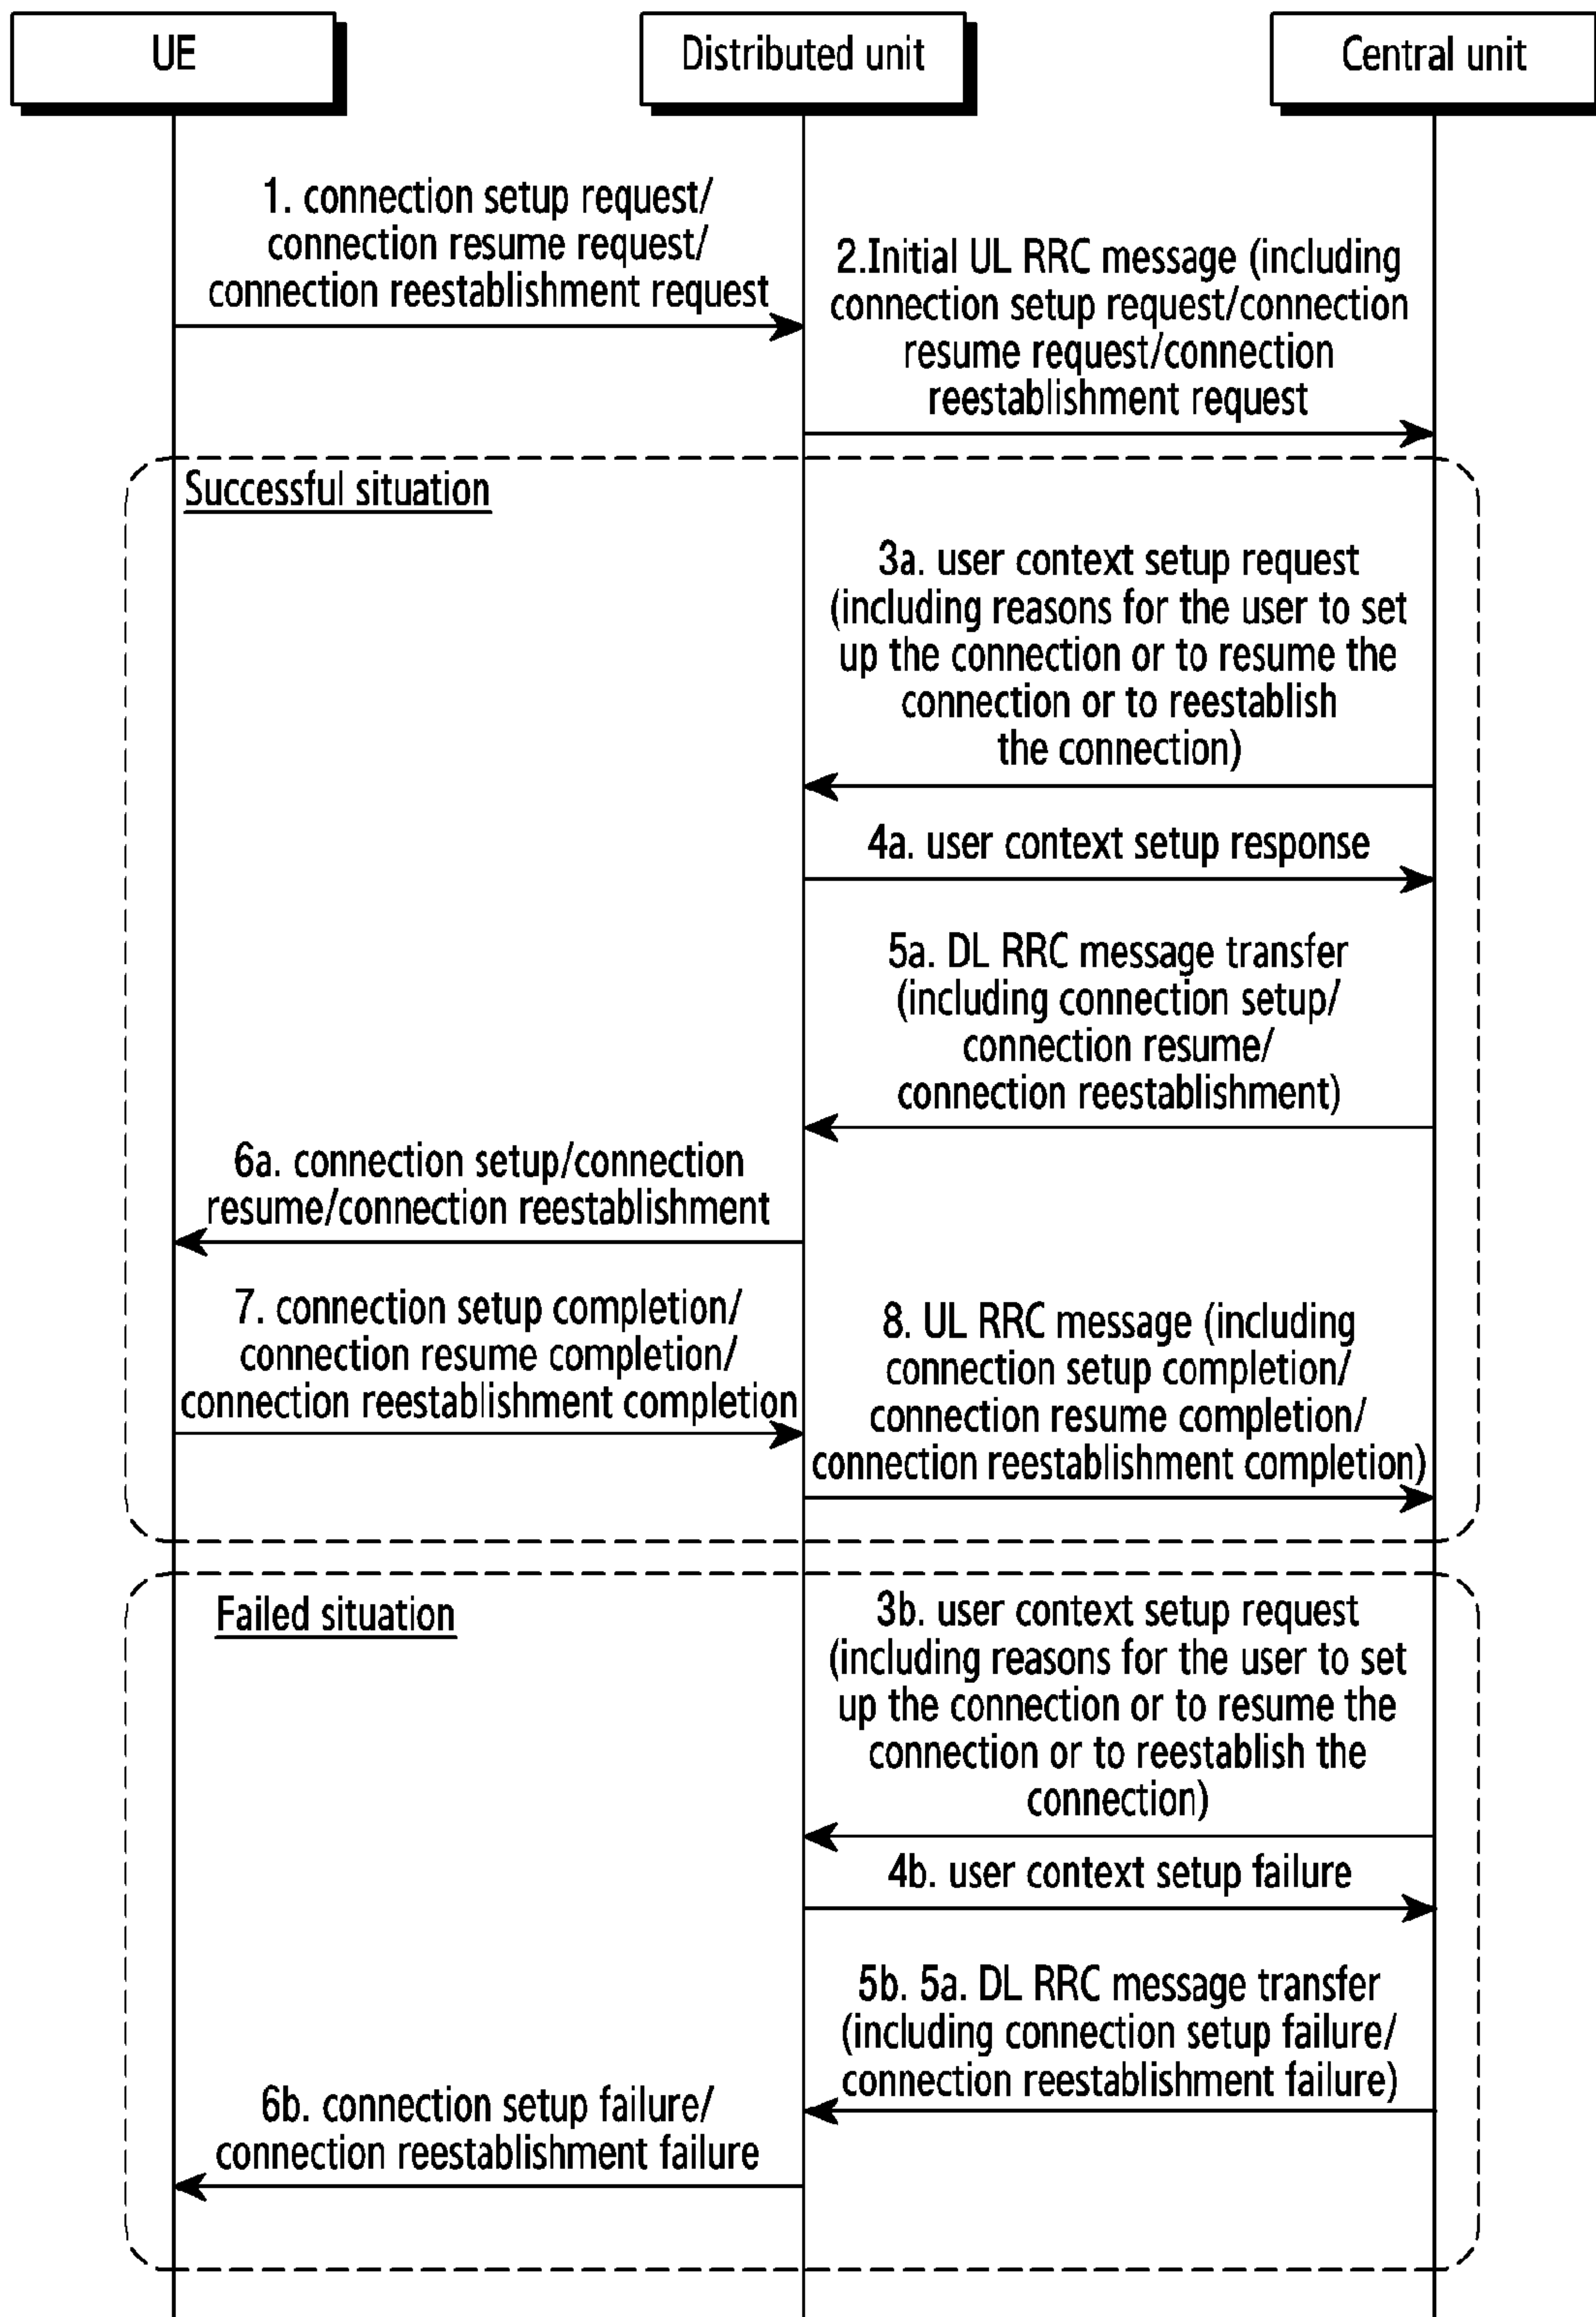 UE
Distributed unit
Central unit
1. connection setup request/
connection resume request/
connection reestablishment request
2.Initial UL RRC message (including
connection setup request/connection
resume request/connection
reestablishment request
Successful situation
3a. user context setup request
(including reasons for the user to set
up the connection or to resume the
connection or to reestablish
the connection)
4a. user context setup response
5a. DL RRC message transfer
(including connection setup/
connection resume/
connection reestablishment)
6a. connection setup/connection
resume/connection reestablishment
7. connection setup completion/
connection resume completion/
connection reestablishment completion
8. UL RRC message (including
connection setup completion/
connection resume completion/
connection reestablishment completion)
Failed situation
3b. user context setup request
(including reasons for the user to set
up the connection or to resume the
connection or to reestablish the
connection)
4b. user context setup failure
5b. 5a. DL RRC message transfer
(including connection setup failure/
connection reestablishment failure)
6b. connection setup failure/
connection reestablishment failure